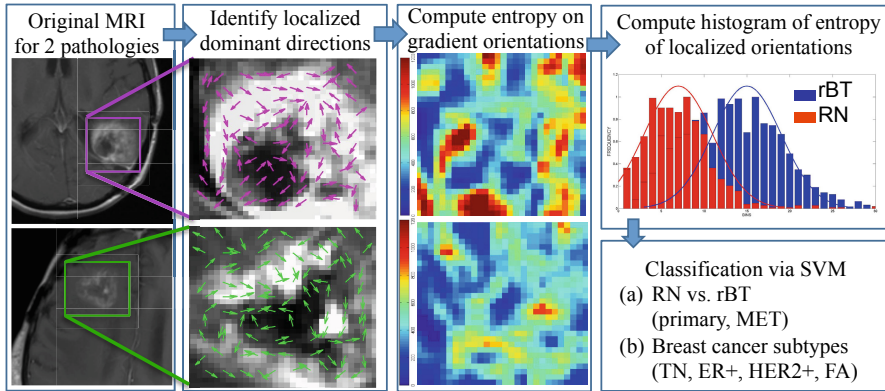 Original MRI
for 2 pathologies
Identify localized
dominant directions
Compute entropy on
gradient orientations
Compute histogram of entropy
of localized orientations
rBT
RN
FREQUENCY
BINS
Classification via SVM
(a) RN vs. rBT
(primary, MET)
(b) Breast cancer subtypes
(TN, ER+, HER2+, FA)